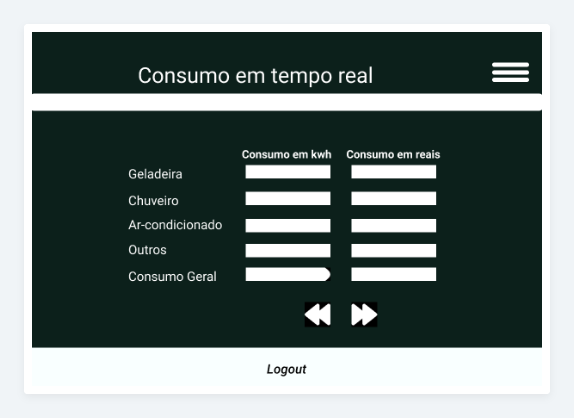 Consumo em tempo real
Consumo em kwh Consumo em reais
Geladeira
Chuveiro
Ar-condicionado
Outros
Consumo Geral
Logout